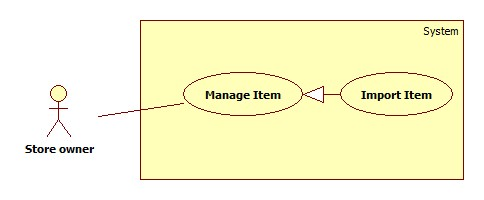 System
Manage Item
Import Item
Store owner